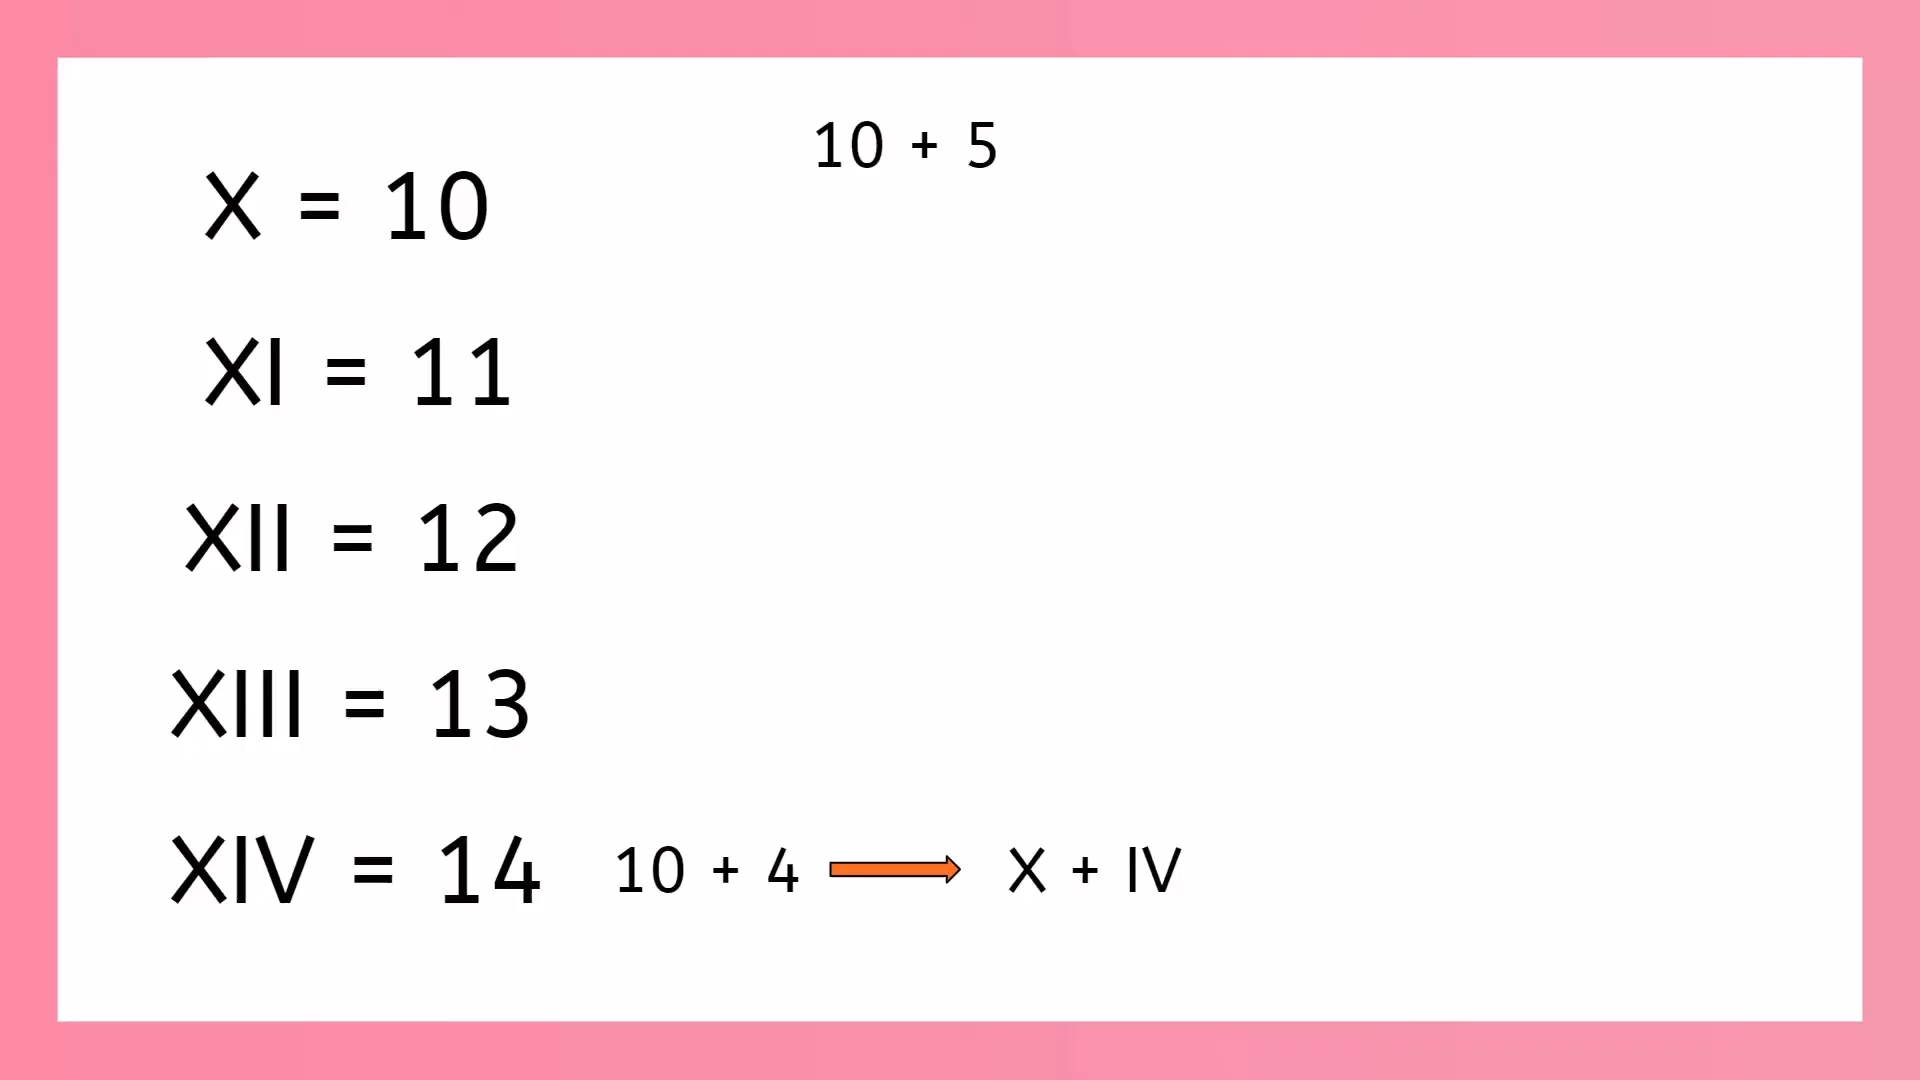 X = 10
XI = 11
XII = 12
XIII = 13
XIV = 14 10 + 4 X + IV
10 + 5